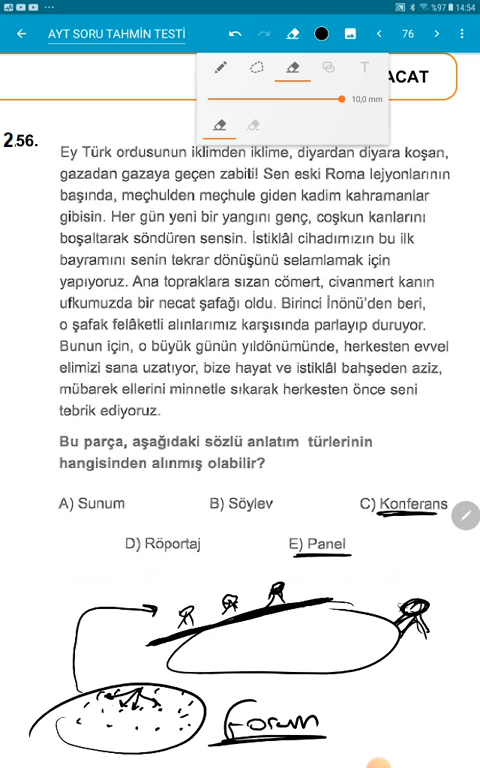 %97 14:54
AYT SORU TAHMİN TESTİ
76
ACAT
T
10,0 mm
2.56.
Ey Türk ordusunun iklimden iklime, diyardan diyara koşan,
gazadan gazaya geçen zabiti! Sen eski Roma lejyonlarının
başında, meçhulden meçhule giden kadim kahramanlar
gibisin. Her gün yeni bir yangını genç, coşkun kanlarını
boşaltarak söndüren sensin. İstiklâl cihadımızın bu ilk
bayramını senin tekrar dönüşünü selamlamak için
yapıyoruz. Ana topraklara sızan cömert, civanmert kanın
ufkumuzda bir necat şafağı oldu. Birinci İnönü'den beri,
o şafak felâketli alınlarımız karşısında parlayıp duruyor.
Bunun için, o büyük günün yıldönümünde, herkesten evvel
elimizi sana uzatıyor, bize hayat ve istiklâl bahşeden aziz,
mübarek ellerini minnetle sıkarak herkesten önce seni
tebrik ediyoruz.
Bu parça, aşağıdaki sözlü anlatım türlerinin
hangisinden alınmış olabilir?
A) Sunum B) Söylev C) Konferans
D) Röportaj E) Panel
Forum